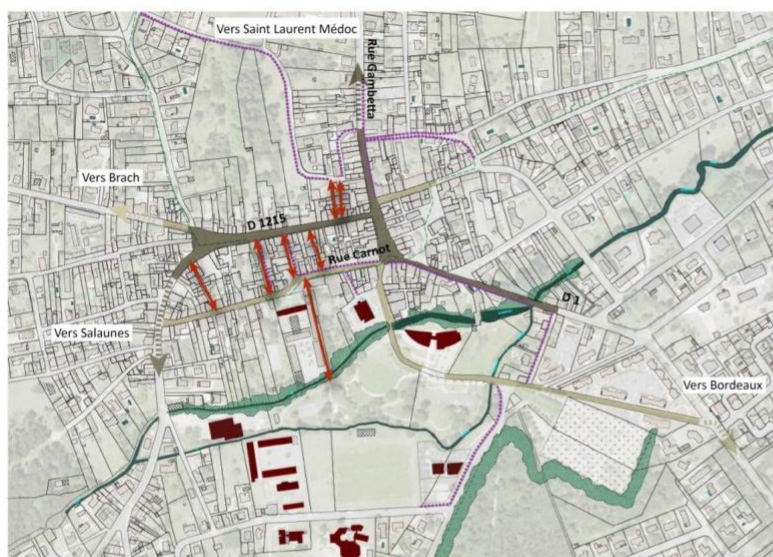 Vers Saint Laurent Médoc
Rue Gambetta
Vers Brach
D 1215
Rue Carnot
D 1
Vers Salaunes
Vers Bordeaux